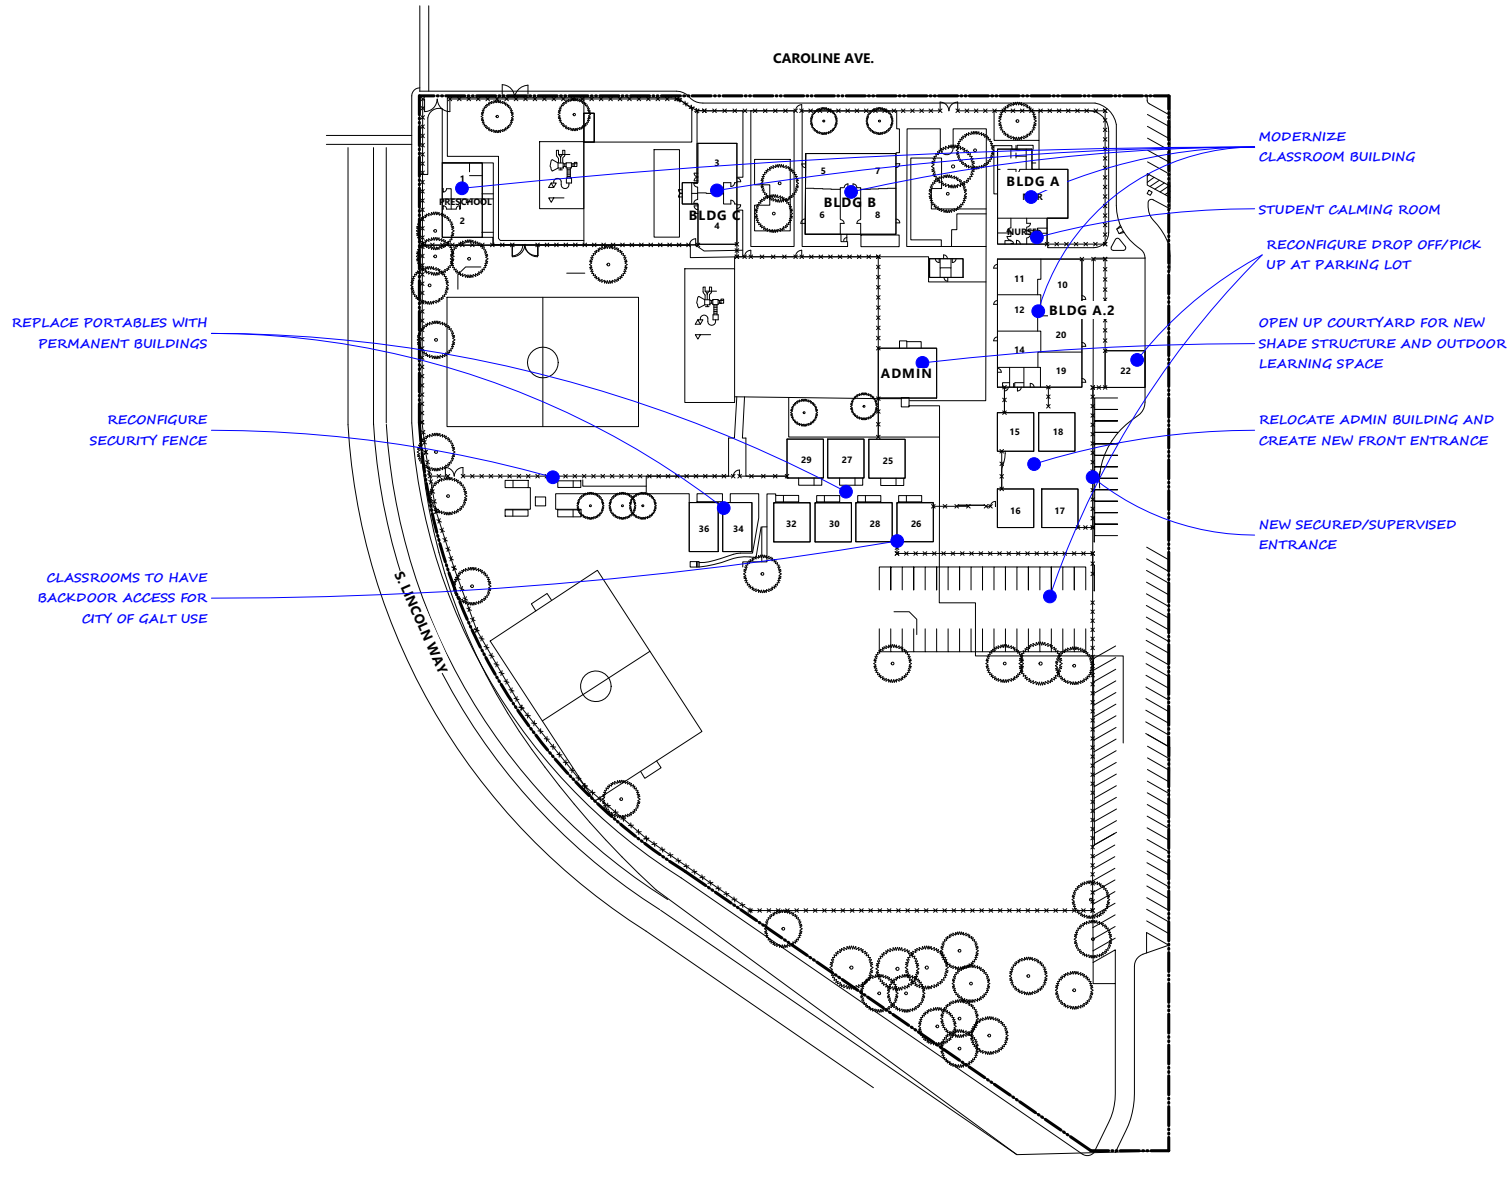 CAROLINE AVE.
MODERNIZE
CLASSROOM BUILDING
STUDENT CALMING ROOM
RECONFIGURE DROP OFF/PICK
UP AT PARKING LOT
OPEN UP COURTYARD FOR NEW
SHADE STRUCTURE AND OUTDOOR
LEARNING SPACE
RELOCATE ADMIN BUILDING AND
CREATE NEW FRONT ENTRANCE
NEW SECURED/SUPERVISED
ENTRANCE
REPLACE PORTABLES WITH
PERMANENT BUILDINGS
RECONFIGURE
SECURITY FENCE
CLASSROOMS TO HAVE
BACKDOOR ACCESS FOR
CITY OF GALT USE
S. LINCOLN WAY
1
PRESCHOOL
2
3
BLDG C
4
5
7
BLDG B
6
8
BLDG A
NURSE
11
10
12
BLDG A.2
20
14
19
22
ADMIN
15
18
16
17
29
27
25
36
34
32
30
28
26